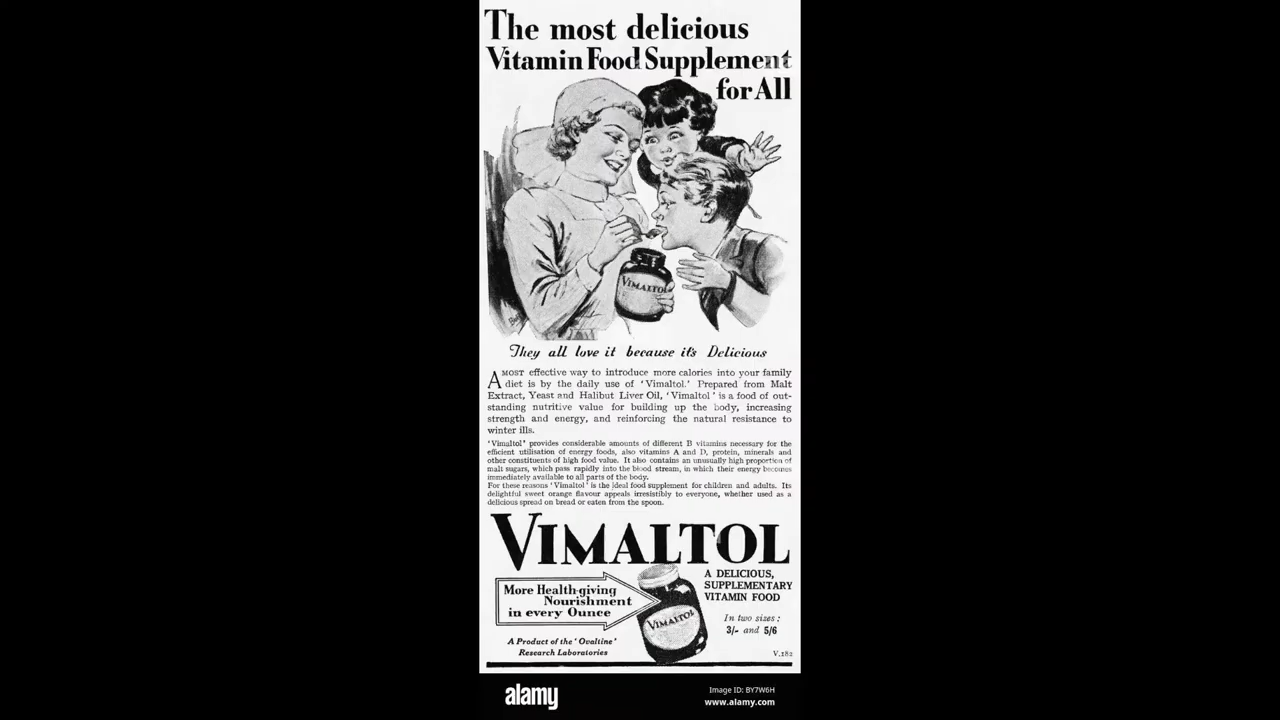 The most delicious
Vitamin Food Supplement
for All
VIMALTOL
They all love it because it's Delicious
A MOST effective way to introduce more calories into your family
diet is by the daily use of 'Vimaltol.' Prepared from Malt
Extract, Yeast and Halibut Liver Oil, 'Vimaltol' is a food of out-
standing nutritive value for building up the body, increasing
strength and energy, and reinforcing the natural resistance to
winter ills.
'Vimaltol' provides considerable amounts of different B vitamins necessary for the
efficient utilisation of energy foods, also vitamins A and D, protein, minerals and
other constituents of high food value. It also contains an unusually high proportion of
malt sugars, which pass rapidly into the blood stream, in which their energy becomes
immediately available to all parts of the body.
For these reasons 'Vimaltol' is the ideal food supplement for children and adults. Its
delightful sweet orange flavour appeals irresistibly to everyone, whether used as a
delicious spread on bread or eaten from the spoon.
VIMALTOL
More Health-giving
Nourishment
in every Ounce
VIMALTOL
A DELICIOUS,
SUPPLEMENTARY
VITAMIN FOOD
In two sizes:
3/- and 5/6
A Product of the 'Ovaltine'
Research Laboratories
V.282
alamy
Image ID: BY7W6H
www.alamy.com